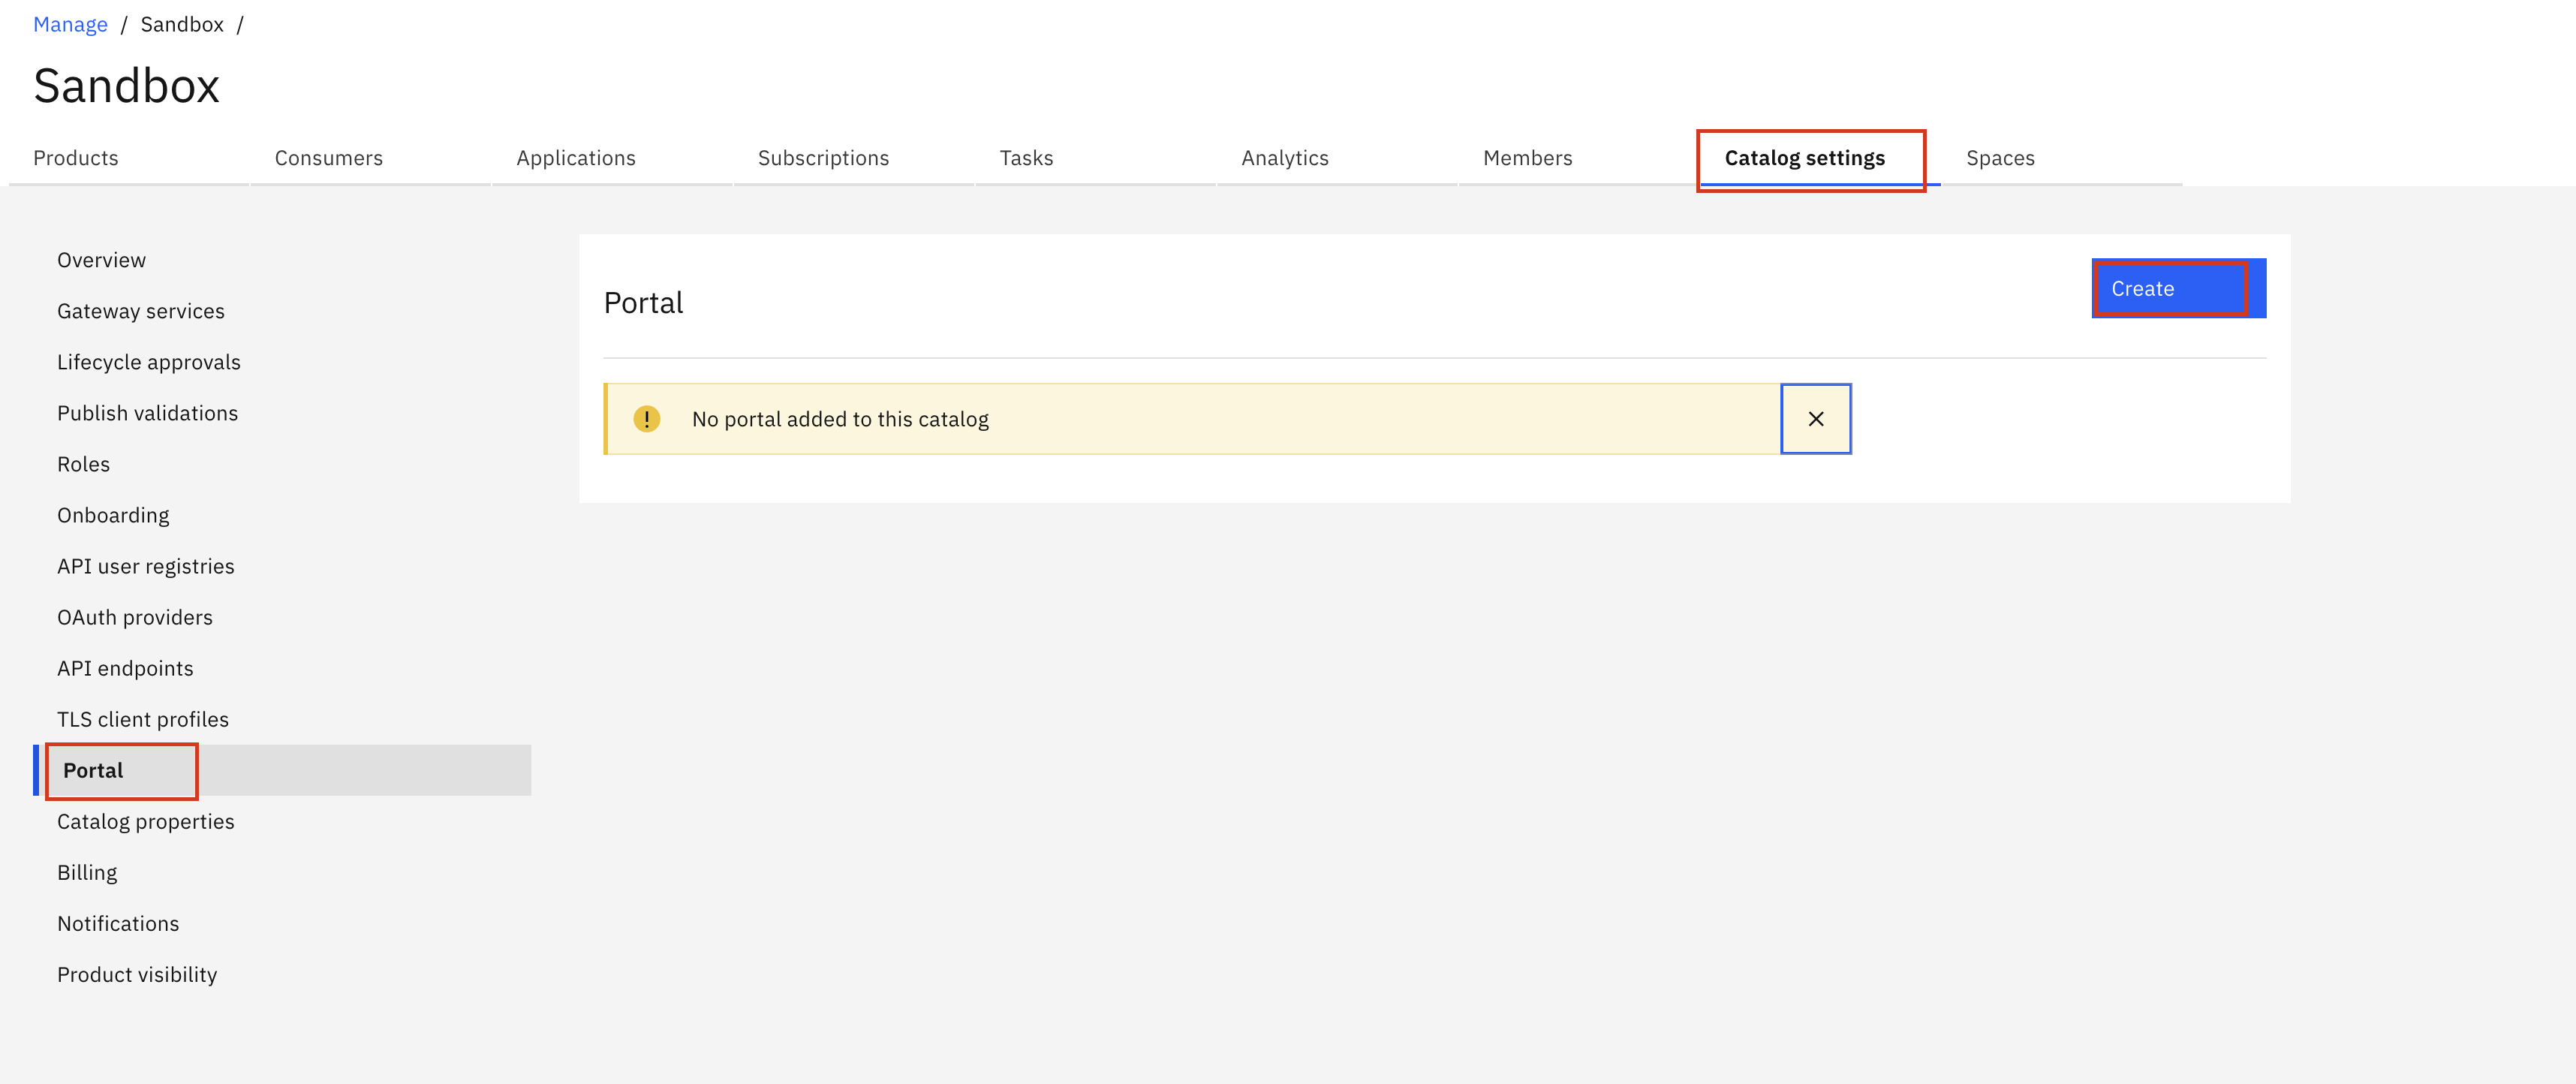 Manage / Sandbox /
Sandbox
Products Consumers Applications Subscriptions Tasks Analytics Members Catalog settings Spaces
Overview
Gateway services
Lifecycle approvals
Publish validations
Roles
Onboarding
API user registries
OAuth providers
API endpoints
TLS client profiles
Portal
Catalog properties
Billing
Notifications
Product visibility
Portal
Create
No portal added to this catalog